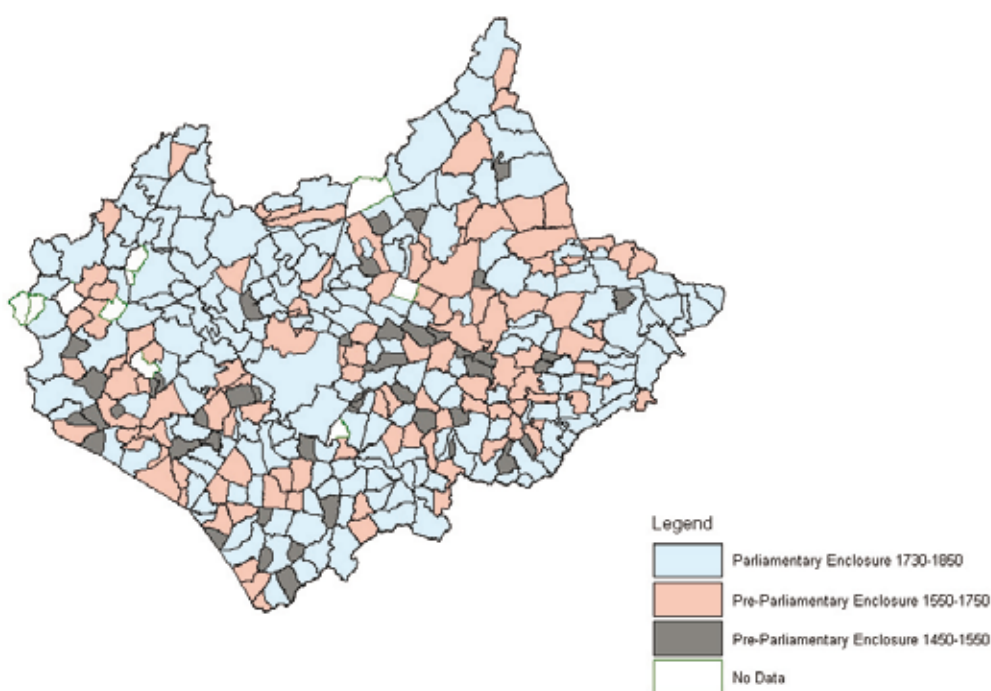 Legend
Parliamentary Enclosure 1730-1850
Pre-Parliamentary Enclosure 1550-1750
Pre-Parliamentary Enclosure 1450-1550
No Data